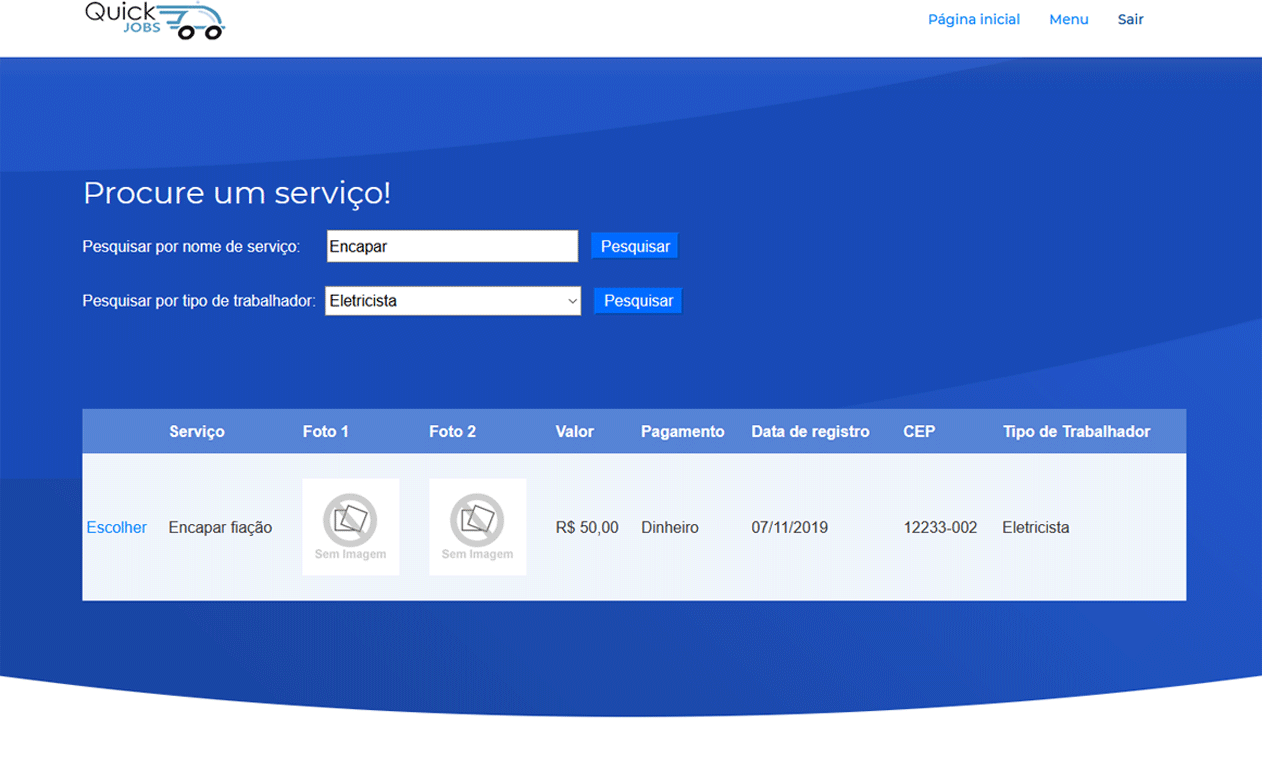 Quick
JOBS
Página inicial Menu Sair
Procure um serviço!
Pesquisar por nome de serviço: Encapar Pesquisar
Pesquisar por tipo de trabalhador: Eletricista Pesquisar
Serviço Foto 1 Foto 2 Valor Pagamento Data de registro CEP Tipo de Trabalhador
Escolher Encapar fiação R$ 50,00 Dinheiro 07/11/2019 12233-002 Eletricista
Sem Imagem Sem Imagem